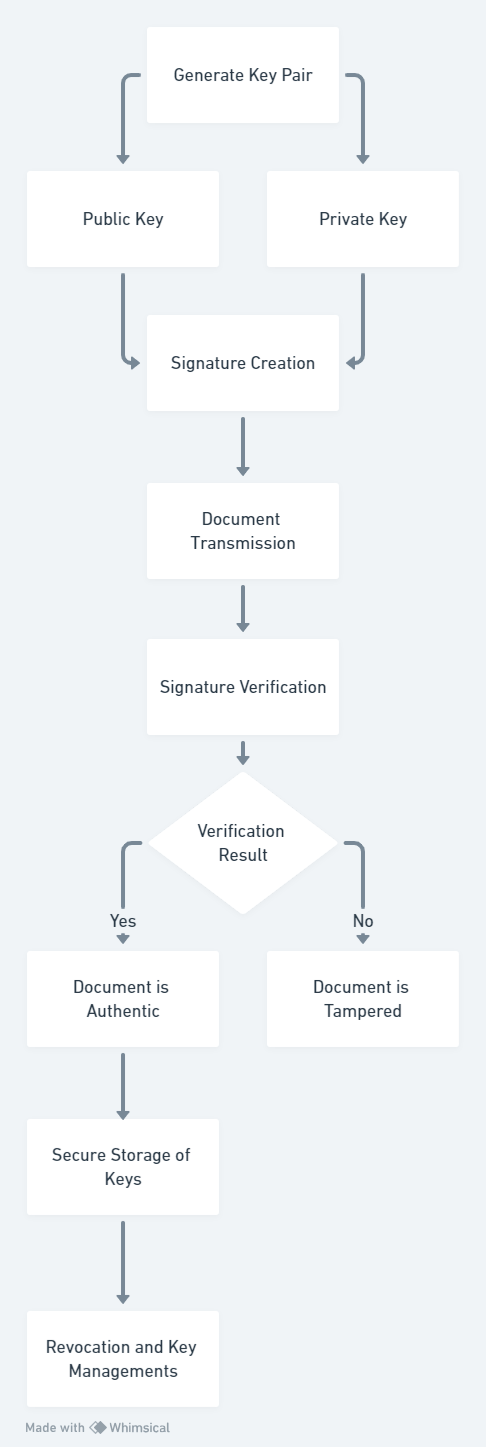 Generate Key Pair
Public Key
Private Key
Signature Creation
Document
Transmission
Signature Verification
Verification
Result
Yes
No
Document is
Authentic
Document is
Tampered
Secure Storage of
Keys
Revocation and Key
Managements
Made with Whimsical